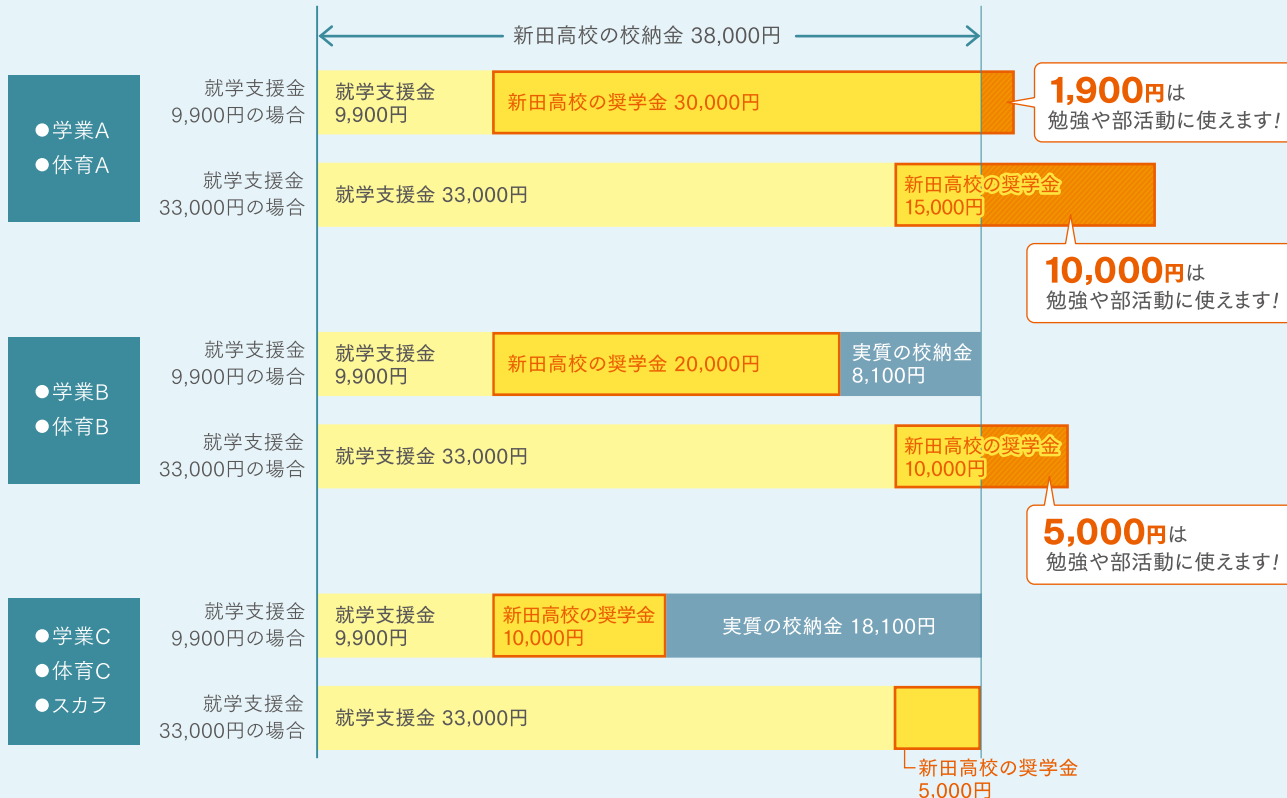 新田高校の校納金 38,000円
●学業A
●体育A
就学支援金
9,900円の場合
就学支援金
9,900円
新田高校の奨学金 30,000円
1,900円は
勉強や部活動に使えます!
就学支援金
33,000円の場合
就学支援金 33,000円
新田高校の奨学金
15,000円
10,000円は
勉強や部活動に使えます!
●学業B
●体育B
就学支援金
9,900円の場合
就学支援金
9,900円
新田高校の奨学金 20,000円
実質の校納金
8,100円
就学支援金
33,000円の場合
就学支援金 33,000円
新田高校の奨学金
10,000円
5,000円は
勉強や部活動に使えます!
●学業C
●体育C
●スカラ
就学支援金
9,900円の場合
就学支援金
9,900円
新田高校の奨学金
10,000円
実質の校納金 18,100円
就学支援金
33,000円の場合
就学支援金 33,000円
新田高校の奨学金
5,000円